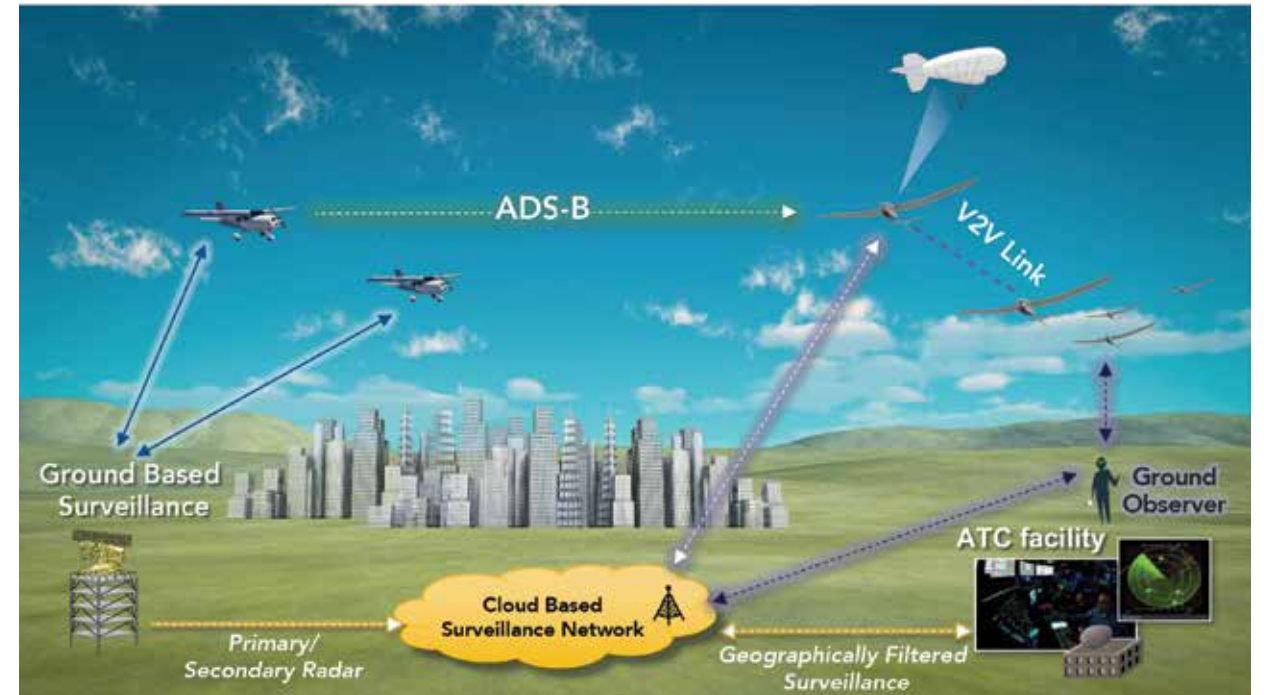 ADS-B
V2V Link
Ground Based
Surveillance
Ground
Observer
ATC facility
Cloud Based
Surveillance Network
Primary/
Secondary Radar
Geographically Filtered
Surveillance